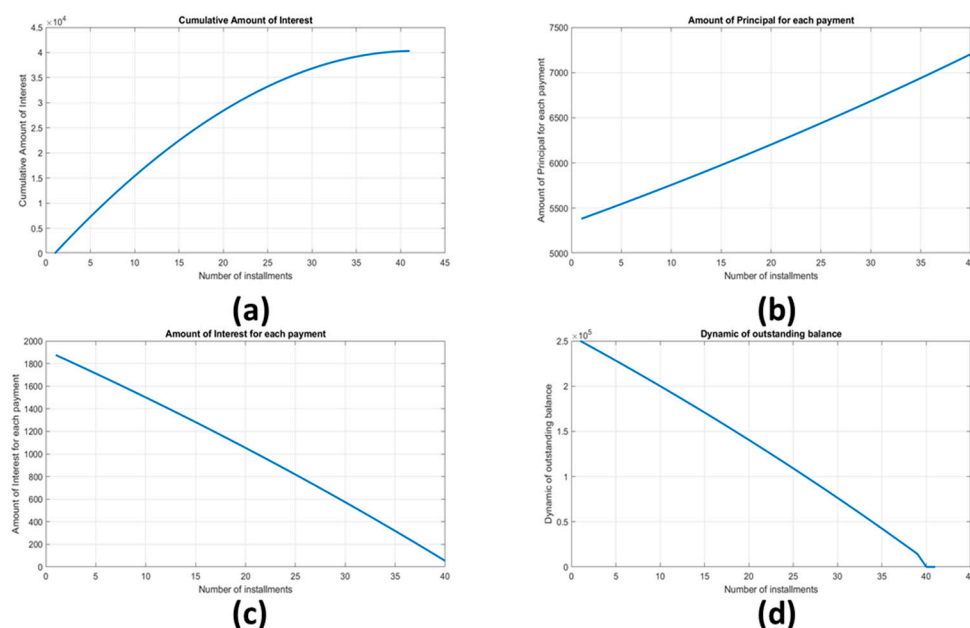 Cumulative Amount of Interest
×10⁴
4.5
4
3.5
3
2.5
2
1.5
1
0.5
0
Cumulative Amount of Interest
0 5 10 15 20 25 30 35 40 45
Number of installments
(a)
Amount of Principal for each payment
7500
7000
6500
6000
5500
5000
Amount of Principal for each payment
0 5 10 15 20 25 30 35 40
Number of installments
(b)
Amount of Interest for each payment
2000
1800
1600
1400
1200
1000
800
600
400
200
0
Amount of Interest for each payment
0 5 10 15 20 25 30 35 40
Number of installments
(c)
Dynamic of outstanding balance
×10⁵
2.5
2
1.5
1
0.5
0
Dynamic of outstanding balance
0 5 10 15 20 25 30 35 40 45
Number of installments
(d)